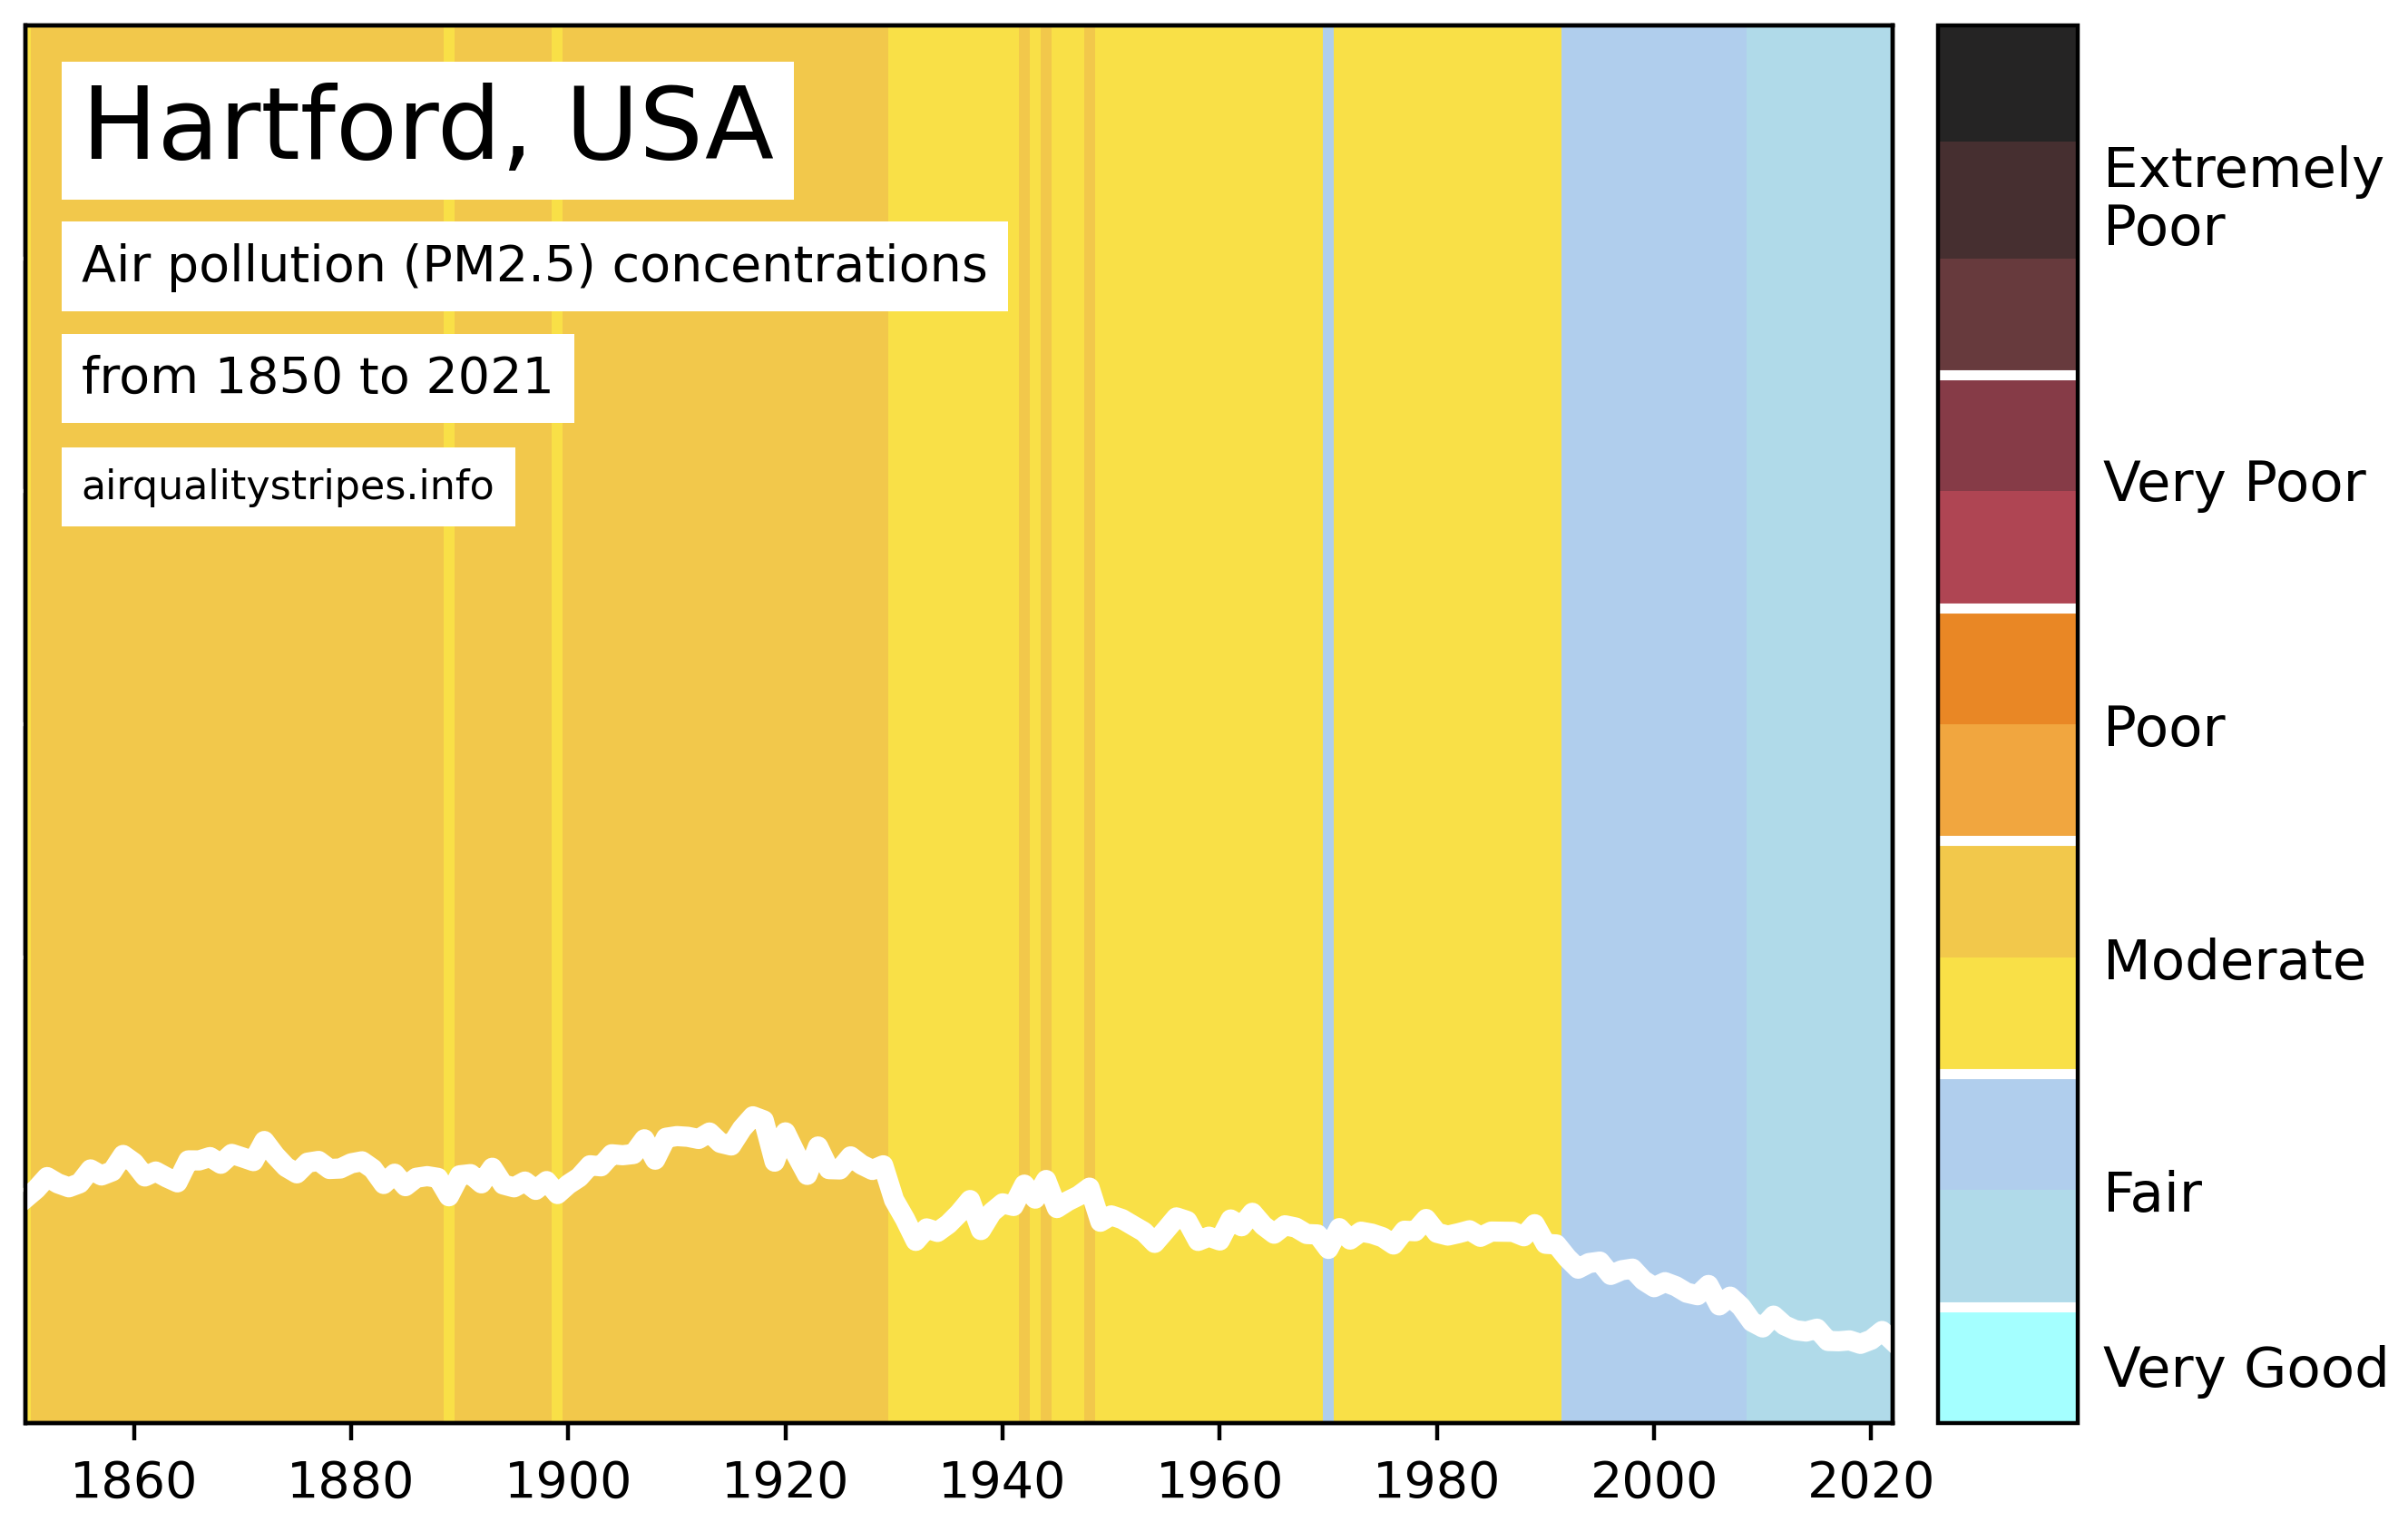 Hartford, USA
Air pollution (PM2.5) concentrations
from 1850 to 2021
airqualitystripes.info
Extremely
Poor
Very Poor
Poor
Moderate
Fair
Very Good
1860 1880 1900 1920 1940 1960 1980 2000 2020